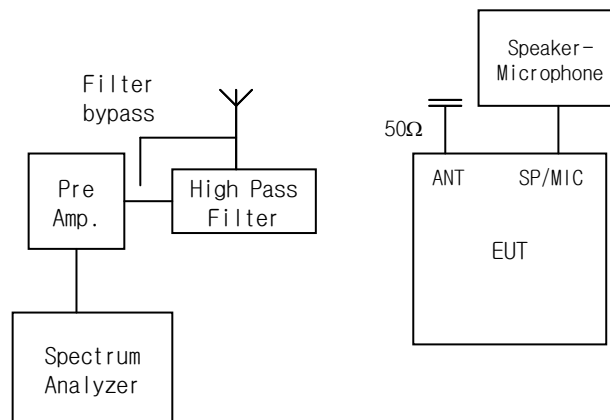 Filter
bypass
Pre
Amp.
High Pass
Filter
Spectrum
Analyzer
Speaker-
Microphone
50Ω
ANT
SP/MIC
EUT